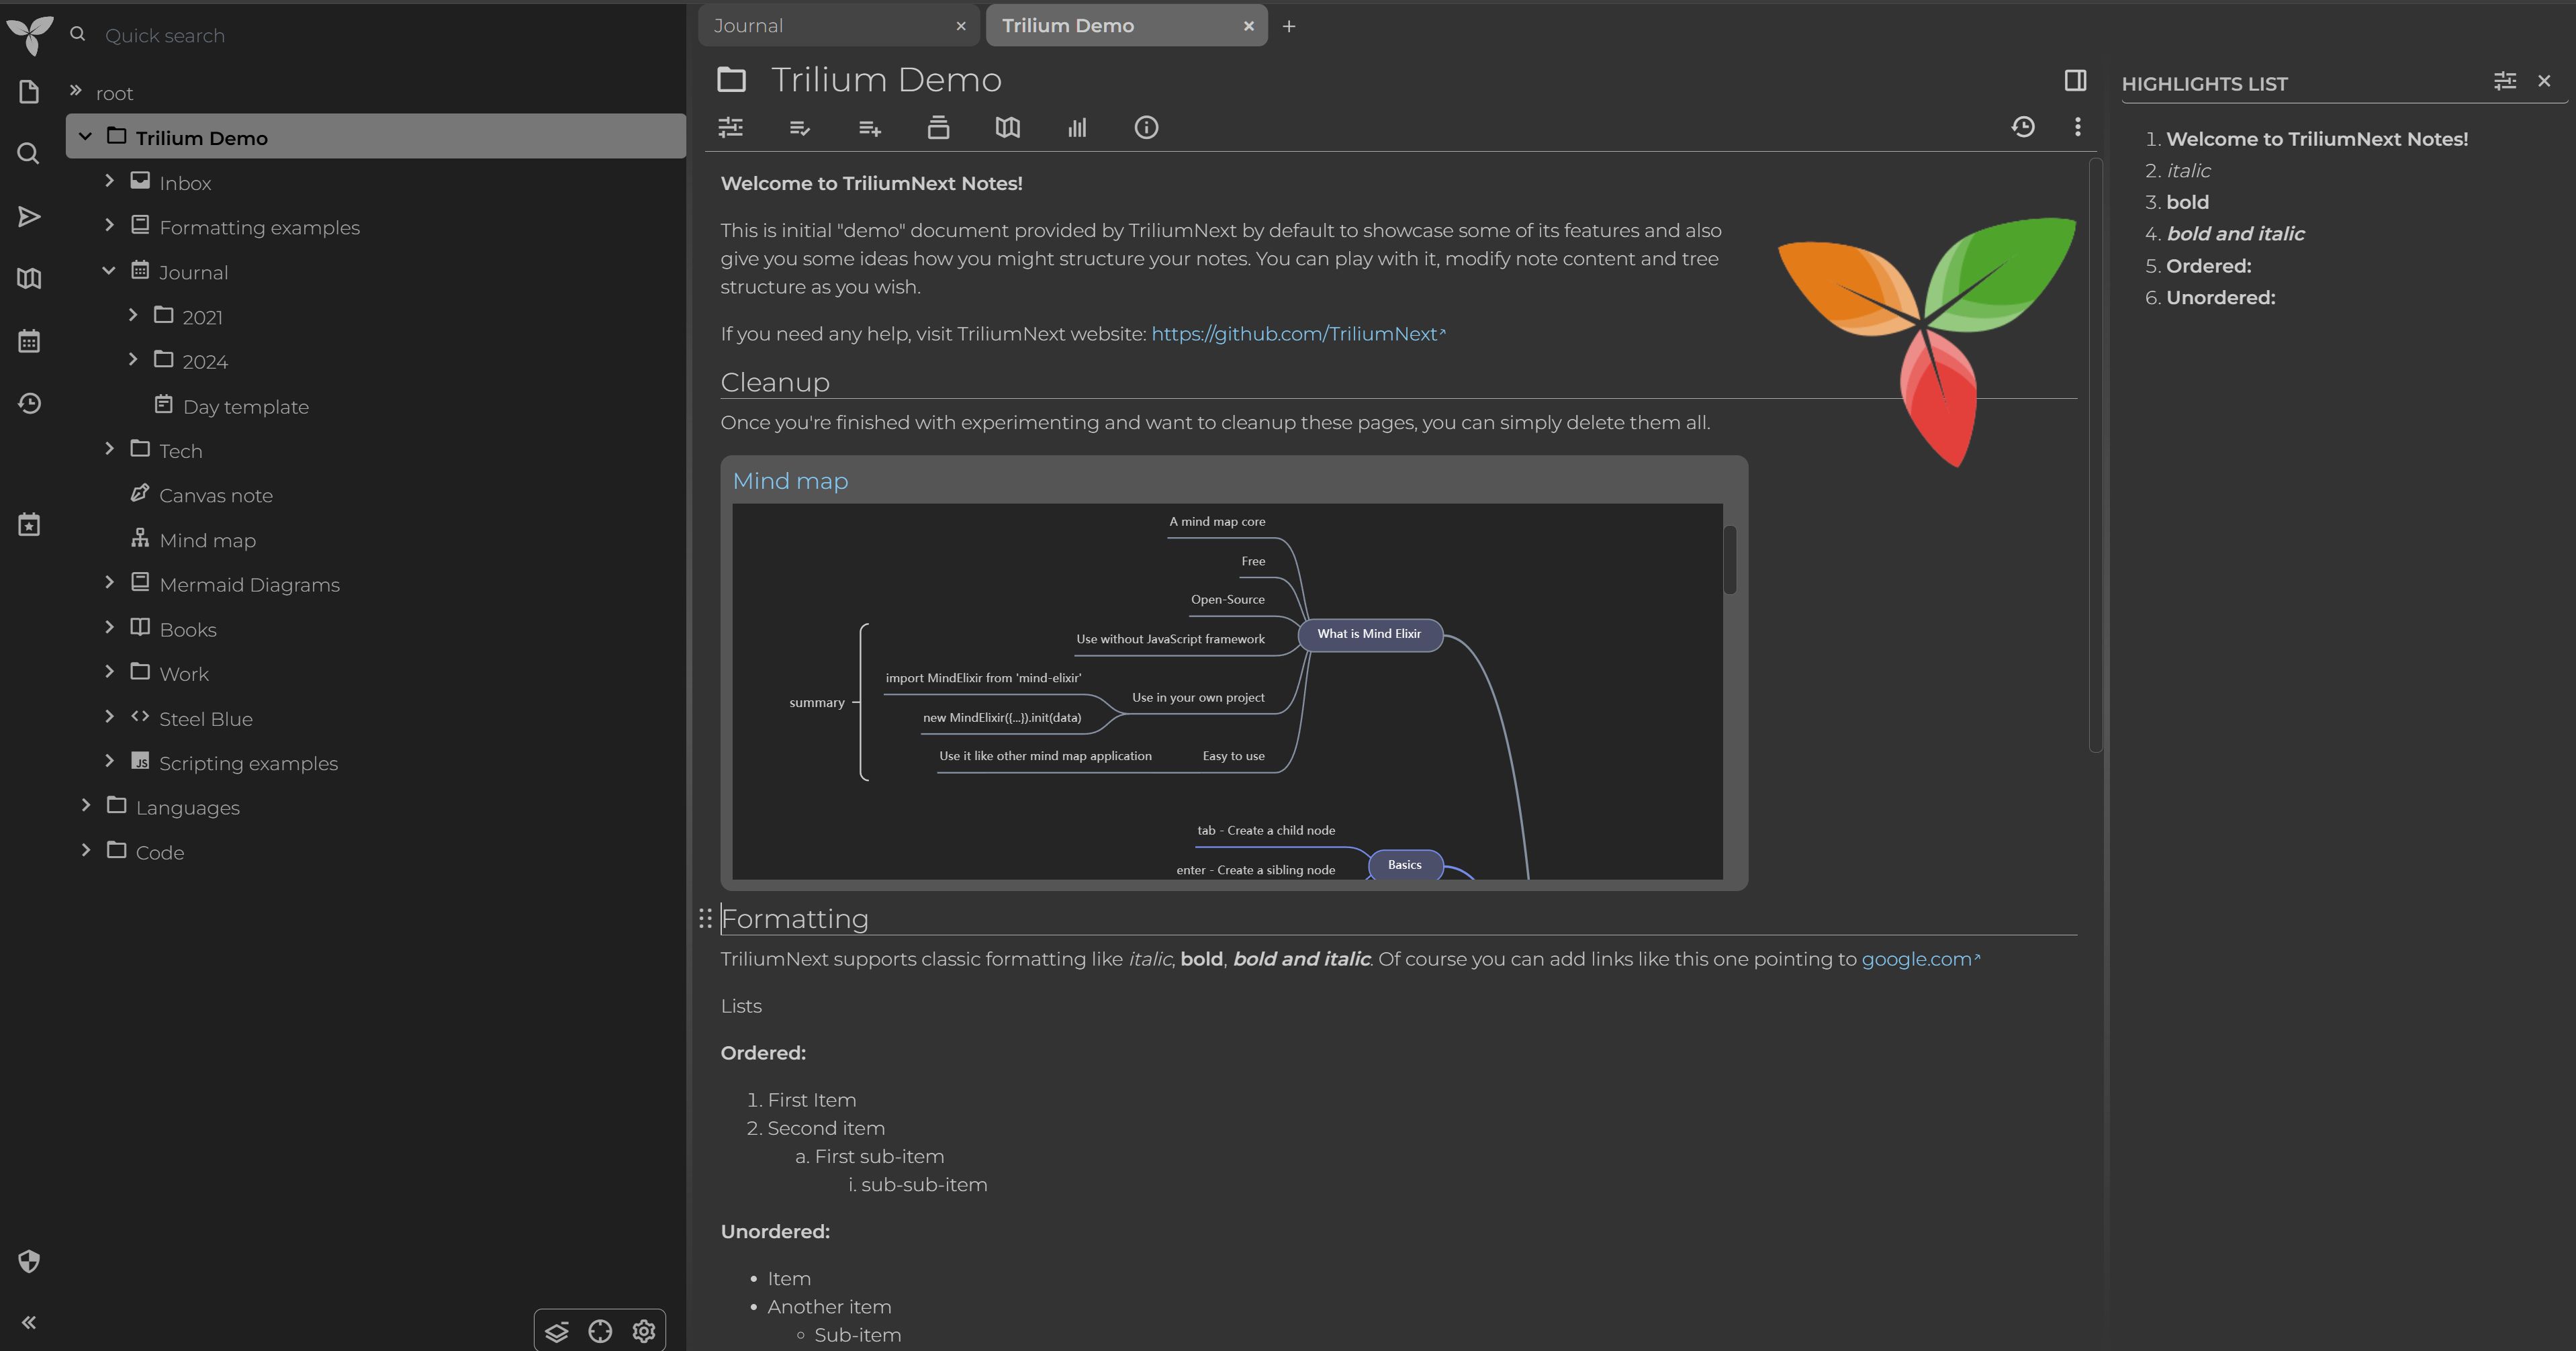 Quick search
root
Trilium Demo
Inbox
Formatting examples
Journal
2021
2024
Day template
Tech
Canvas note
Mind map
Mermaid Diagrams
Books
Work
Steel Blue
JS Scripting examples
Languages
Code
Journal
Trilium Demo
Trilium Demo
Welcome to TriliumNext Notes!
This is initial "demo" document provided by TriliumNext by default to showcase some of its features and also
give you some ideas how you might structure your notes. You can play with it, modify note content and tree
structure as you wish.
If you need any help, visit TriliumNext website: https://github.com/TriliumNext
Cleanup
Once you're finished with experimenting and want to cleanup these pages, you can simply delete them all.
Mind map
A mind map core
Free
Open-Source
Use without JavaScript framework
What is Mind Elixir
import MindElixir from 'mind-elixir'
Use in your own project
summary
new MindElixir({...}).init(data)
Use it like other mind map application
Easy to use
tab - Create a child node
Basics
enter - Create a sibling node
Formatting
TriliumNext supports classic formatting like italic, bold, bold and italic. Of course you can add links like this one pointing to google.com
Lists
Ordered:
1. First Item
2. Second item
a. First sub-item
i. sub-sub-item
Unordered:
• Item
• Another item
◦ Sub-item
HIGHLIGHTS LIST
1. Welcome to TriliumNext Notes!
2. italic
3. bold
4. bold and italic
5. Ordered:
6. Unordered: